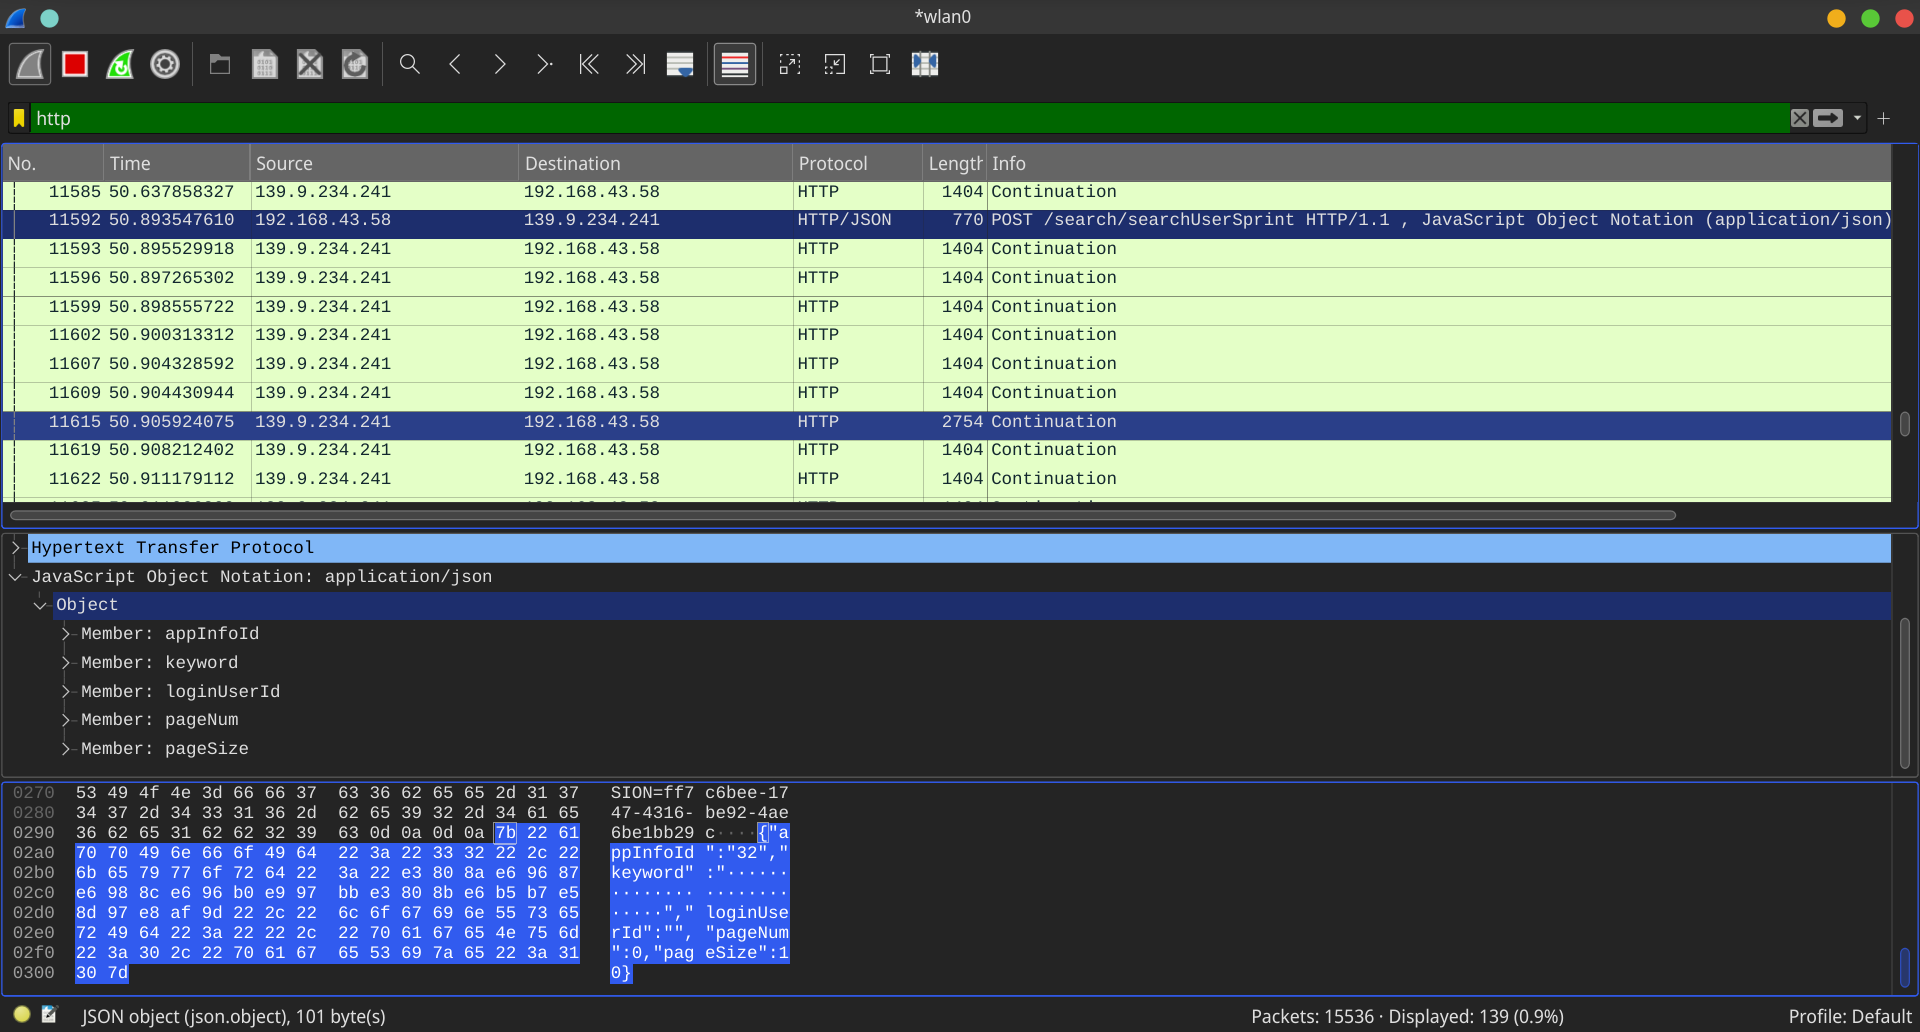 *wlan0
http
No. Time Source Destination Protocol Length Info
11585 50.637858327 139.9.234.241 192.168.43.58 HTTP 1404 Continuation
11592 50.893547610 192.168.43.58 139.9.234.241 HTTP/JSON 770 POST /search/searchUserSprint HTTP/1.1 , JavaScript Object Notation (application/json)
11593 50.895529918 139.9.234.241 192.168.43.58 HTTP 1404 Continuation
11596 50.897265302 139.9.234.241 192.168.43.58 HTTP 1404 Continuation
11599 50.898555722 139.9.234.241 192.168.43.58 HTTP 1404 Continuation
11602 50.900313312 139.9.234.241 192.168.43.58 HTTP 1404 Continuation
11607 50.904328592 139.9.234.241 192.168.43.58 HTTP 1404 Continuation
11609 50.904430944 139.9.234.241 192.168.43.58 HTTP 1404 Continuation
11615 50.905924075 139.9.234.241 192.168.43.58 HTTP 2754 Continuation
11619 50.908212402 139.9.234.241 192.168.43.58 HTTP 1404 Continuation
11622 50.911179112 139.9.234.241 192.168.43.58 HTTP 1404 Continuation
Hypertext Transfer Protocol
JavaScript Object Notation: application/json
Object
Member: appInfoId
Member: keyword
Member: loginUserId
Member: pageNum
Member: pageSize
0270 53 49 4f 4e 3d 66 66 37 63 36 62 65 65 2d 31 37 SION=ff7 c6bee-17
0280 34 37 2d 34 33 31 36 2d 62 65 39 32 2d 34 61 65 47-4316- be92-4ae
0290 36 62 65 31 62 62 32 39 63 0d 0a 0d 0a 7b 22 61 6be1bb29 c····{"a
02a0 70 70 49 6e 66 6f 49 64 22 3a 22 33 32 22 2c 22 ppInfoId ":"32","
02b0 6b 65 79 77 6f 72 64 22 3a 22 e3 80 8a e6 96 87 keyword" :"······
02c0 e6 98 8c e6 96 b0 e9 97 bb e3 80 8b e6 b5 b7 e5 ········ ········
02d0 8d 97 e8 af 9d 22 2c 22 6c 6f 67 69 6e 55 73 65 ·····"," loginUse
02e0 72 49 64 22 3a 22 22 2c 22 70 61 67 65 4e 75 6d rId":"", "pageNum
02f0 22 3a 30 2c 22 70 61 67 65 53 69 7a 65 22 3a 31 ":0,"pag eSize":1
0300 30 7d 0}
JSON object (json.object), 101 byte(s) Packets: 15536 · Displayed: 139 (0.9%) Profile: Default